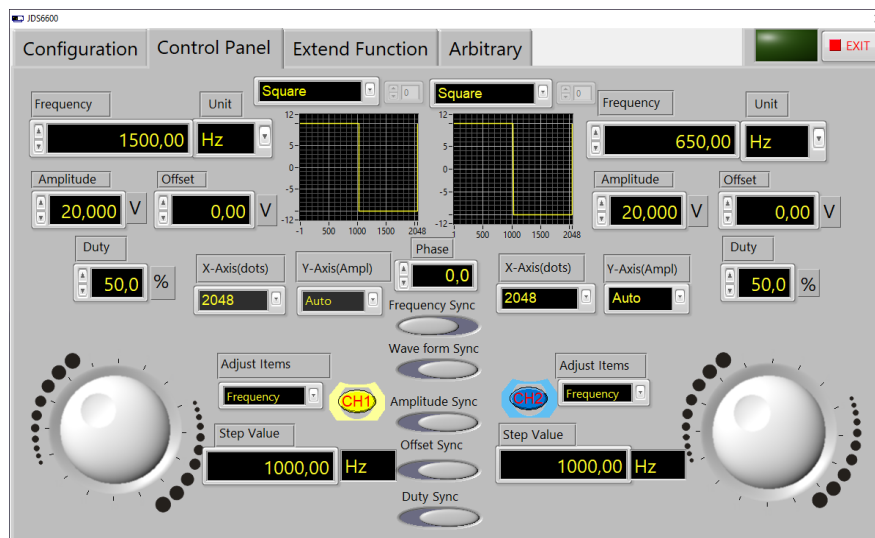 JDS6600
Configuration
Control Panel
Extend Function
Arbitrary
EXIT
Frequency
Unit
1500,00
Hz
Square
0
Square
0
Frequency
Unit
650,00
Hz
12-
5-
0-
-5-
-12-
-1 500 1000 1500 2048
12-
5-
0-
-5-
-12-
-1 500 1000 1500 2048
Amplitude
Offset
20,000 V
0,00 V
Amplitude
Offset
20,000 V
0,00 V
Duty
50,0 %
X-Axis(dots)
2048
Y-Axis(Ampl)
Auto
Phase
0,0
X-Axis(dots)
2048
Y-Axis(Ampl)
Auto
Duty
50,0 %
Frequency Sync
Wave form Sync
Amplitude Sync
Offset Sync
Duty Sync
Adjust Items
Frequency
CH1
Step Value
1000,00 Hz
CH2
Adjust Items
Frequency
Step Value
1000,00 Hz